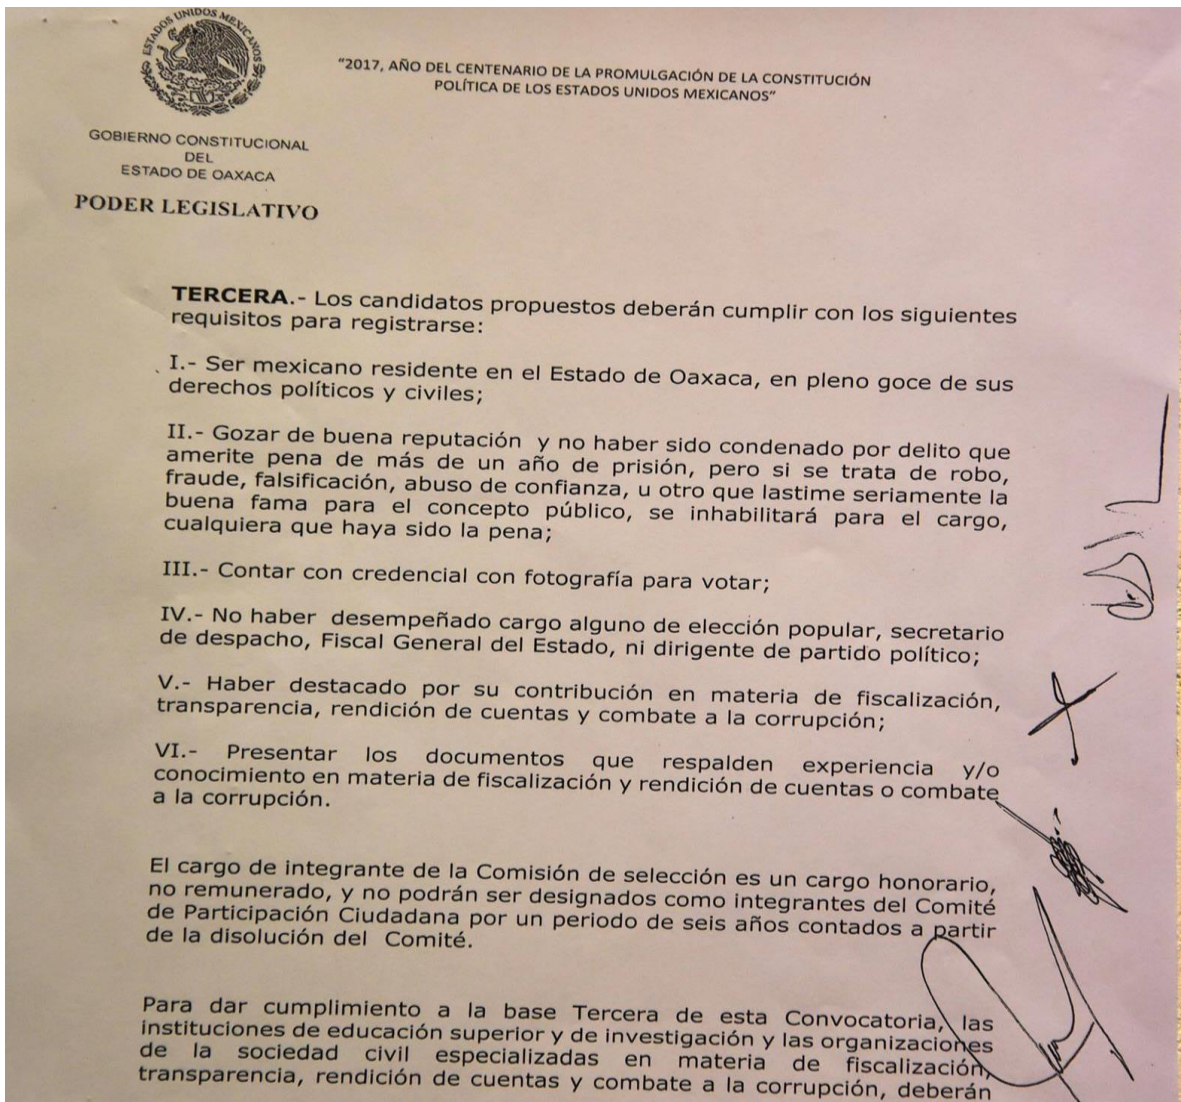 ESTADOS UNIDOS MEXICANOS
"2017, AÑO DEL CENTENARIO DE LA PROMULGACIÓN DE LA CONSTITUCIÓN
POLÍTICA DE LOS ESTADOS UNIDOS MEXICANOS"
GOBIERNO CONSTITUCIONAL
DEL
ESTADO DE OAXACA
PODER LEGISLATIVO
TERCERA.- Los candidatos propuestos deberán cumplir con los siguientes
requisitos para registrarse:
I.- Ser mexicano residente en el Estado de Oaxaca, en pleno goce de sus
derechos políticos y civiles;
II.- Gozar de buena reputación y no haber sido condenado por delito que
amerite pena de más de un año de prisión, pero si se trata de robo,
fraude, falsificación, abuso de confianza, u otro que lastime seriamente la
buena fama para el concepto público, se inhabilitará para el cargo,
cualquiera que haya sido la pena;
III.- Contar con credencial con fotografía para votar;
IV.- No haber desempeñado cargo alguno de elección popular, secretario
de despacho, Fiscal General del Estado, ni dirigente de partido político;
V.- Haber destacado por su contribución en materia de fiscalización,
transparencia, rendición de cuentas y combate a la corrupción;
VI.- Presentar los documentos que respalden experiencia y/o
conocimiento en materia de fiscalización y rendición de cuentas o combate
a la corrupción.
El cargo de integrante de la Comisión de selección es un cargo honorario,
no remunerado, y no podrán ser designados como integrantes del Comité
de Participación Ciudadana por un periodo de seis años contados a partir
de la disolución del Comité.
Para dar cumplimiento a la base Tercera de esta Convocatoria, las
instituciones de educación superior y de investigación y las organizaciones
de la sociedad civil especializadas en materia de fiscalización,
transparencia, rendición de cuentas y combate a la corrupción, deberán